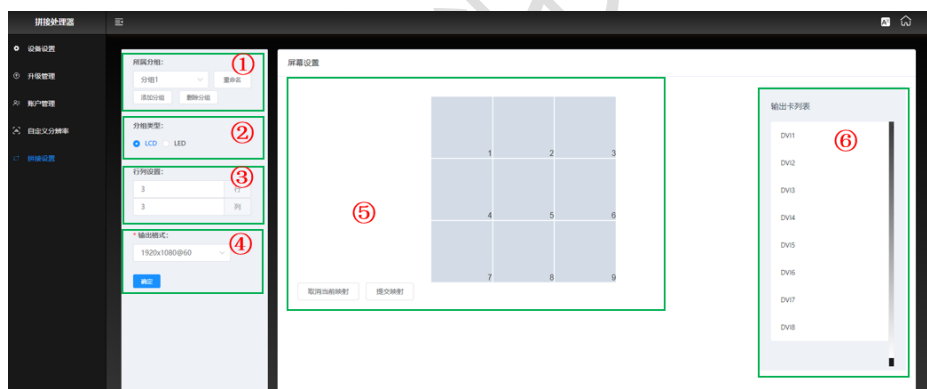 拼接处理器
设备设置
升级管理
账户管理
自定义分辨率
拼接设置
所属分组：
①
分组1
重命名
添加分组 删除分组
分组类型：
②
LCD LED
行列设置：
③
3 行
3 列
* 输出格式：
④
1920x1080@60
确定
屏幕设置
1 2 3
⑤
4 5 6
7 8 9
取消当前映射 提交映射
输出卡列表
⑥
DVI1
DVI2
DVI3
DVI4
DVI5
DVI6
DVI7
DVI8